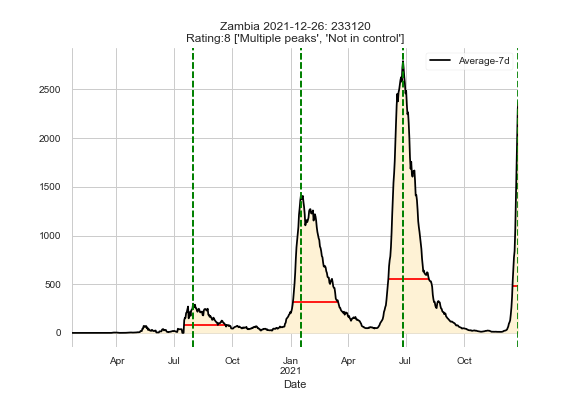 Zambia 2021-12-26: 233120
Rating:8 ['Multiple peaks', 'Not in control']
Average-7d
2500
2000
1500
1000
500
0
Apr Jul Oct Jan Apr Jul Oct
2021
Date